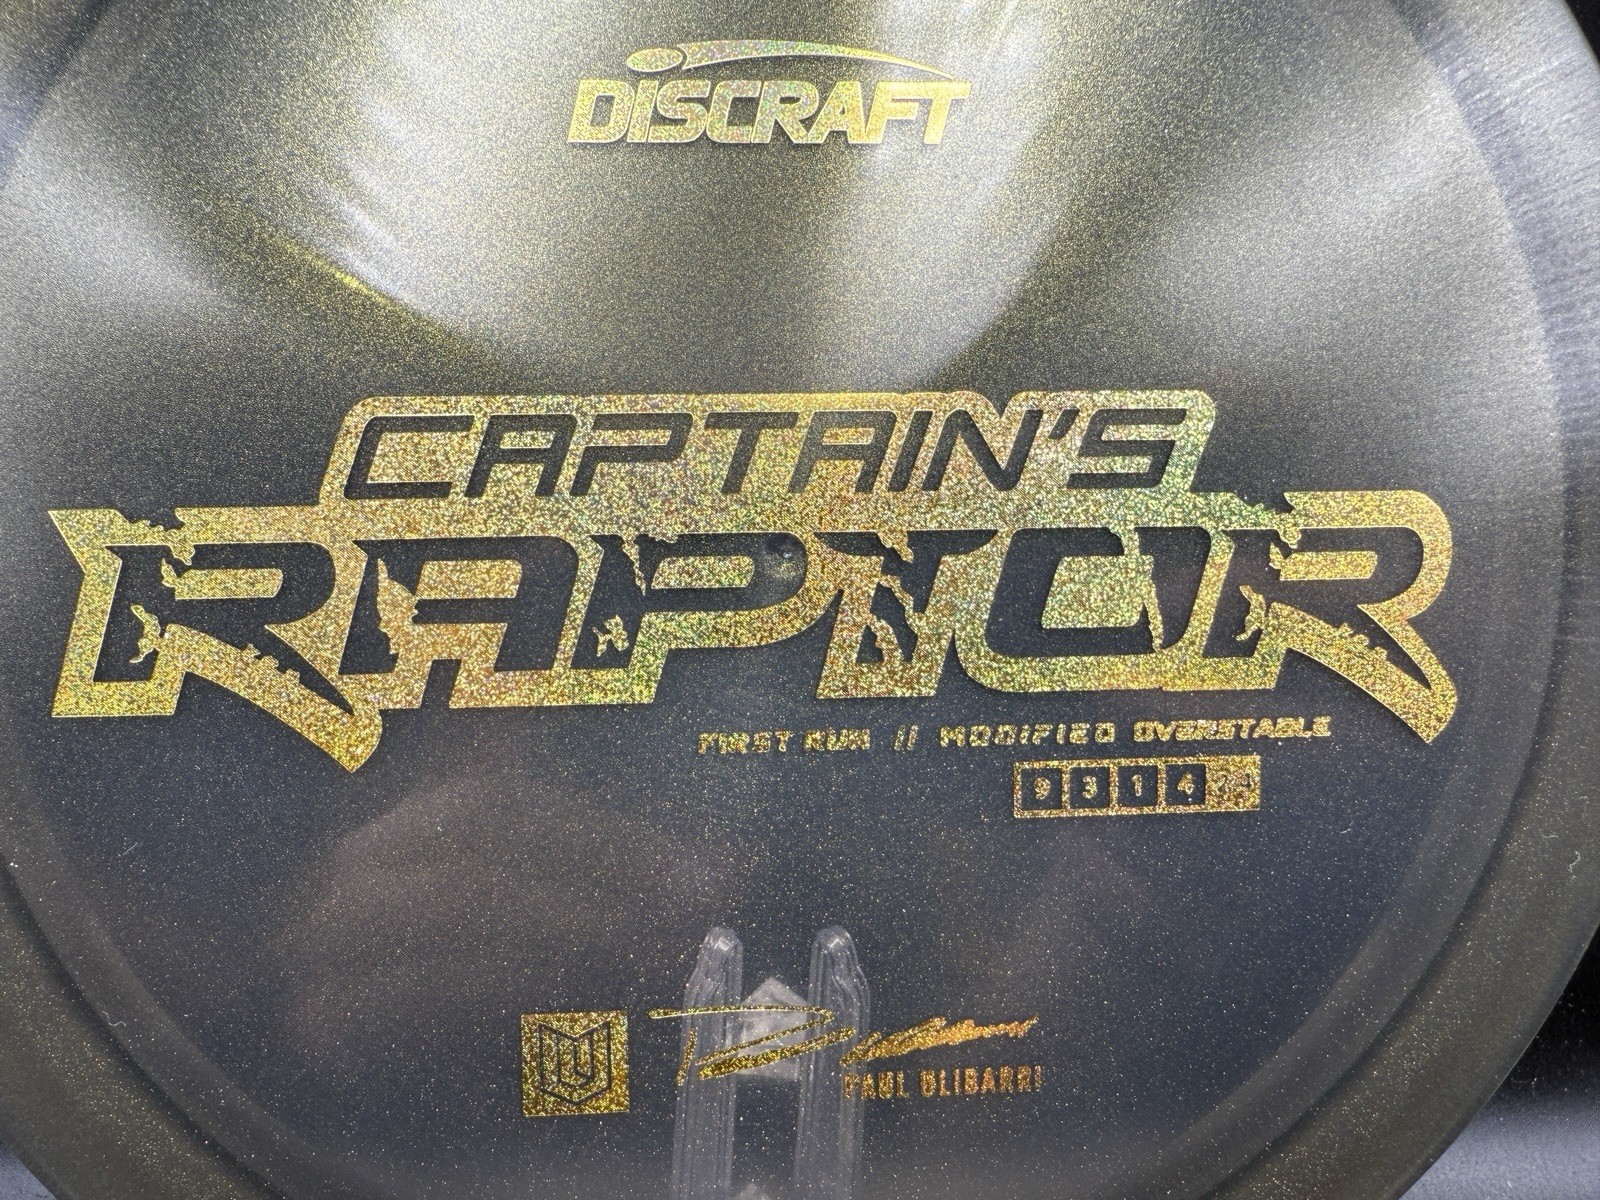 DISCRAFT
CAPTAIN'S
RAPTOR
FIRST RUN // MODIFIED OVERSTABLE
9 3 1 4
PAUL ULIBARRI